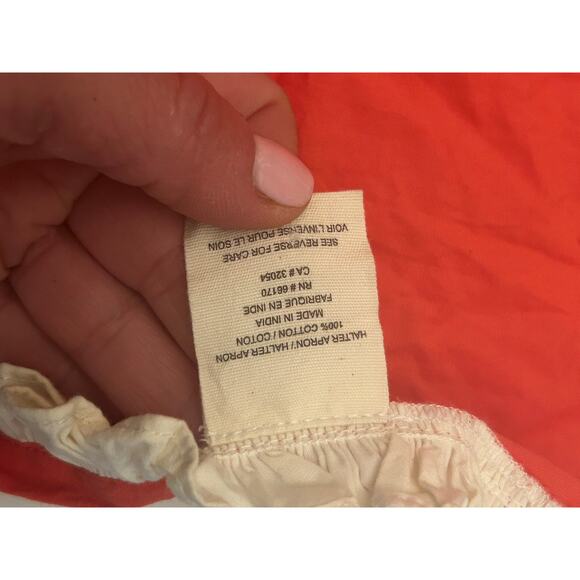 HALTER APRON / HALTER APRON
100% COTTON / COTON
MADE IN INDIA
FABRIQUE EN INDE
RN # 66170
CA # 32054
SEE REVERSE FOR CARE
VOIR L'INVERSE POUR LE SOIN